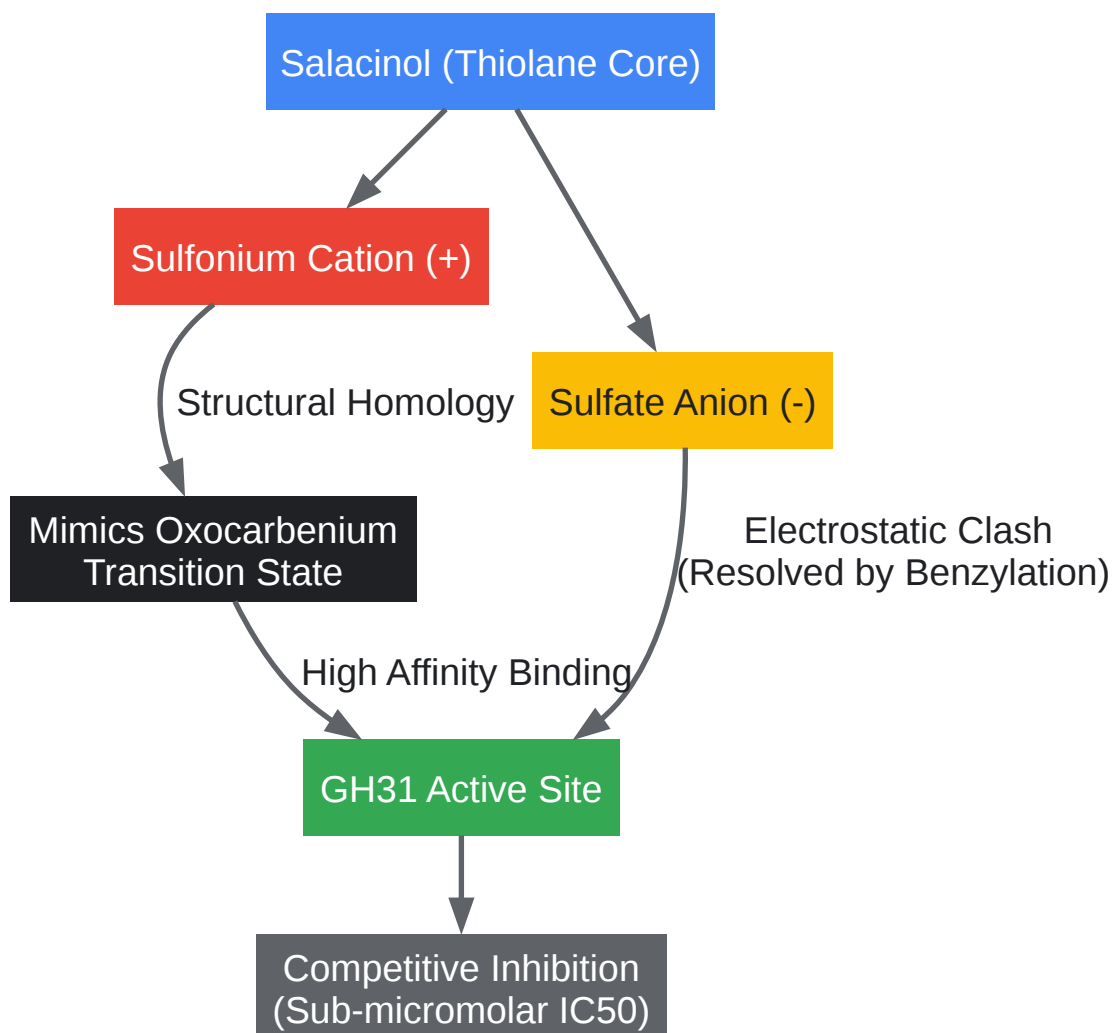 Salacinol (Thiolane Core)
Sulfonium Cation (+)
Structural Homology
Sulfate Anion (-)
Mimics Oxocarbenium
Transition State
Electrostatic Clash
(Resolved by Benzylation)
High Affinity Binding
GH31 Active Site
Competitive Inhibition
(Sub-micromolar IC50)